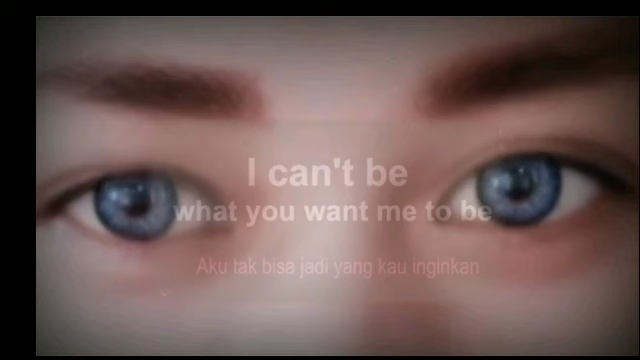 I can't be
what you want me to be
Aku tak bisa jadi yang kau inginkan